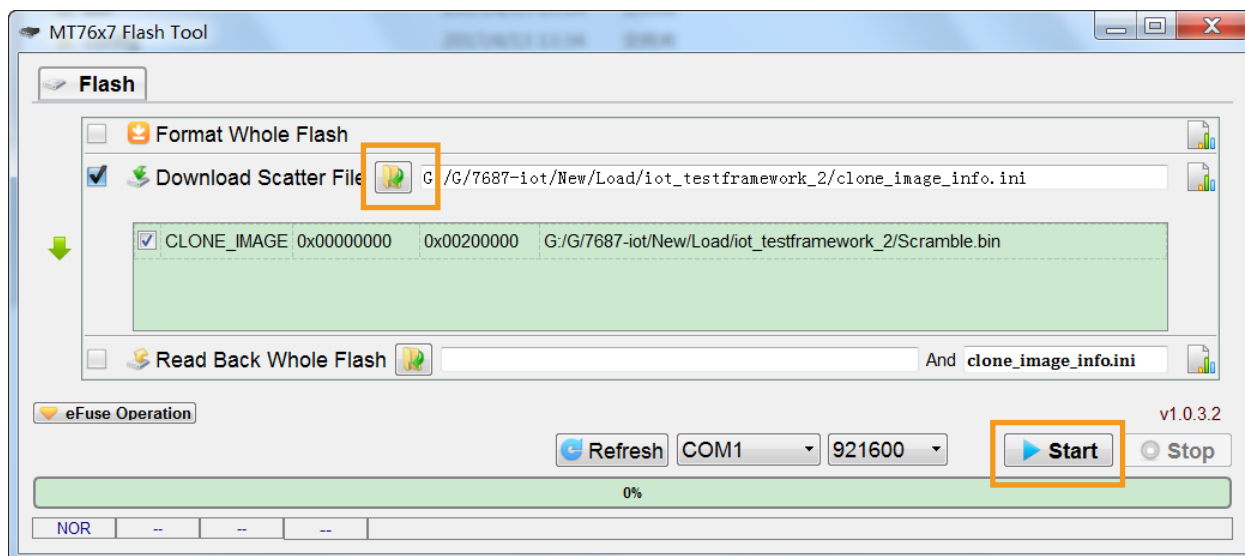 MT76x7 Flash Tool
Flash
Format Whole Flash
Download Scatter File G:/G/7687-iot/New/Load/iot_testframework_2/clone_image_info.ini
CLONE_IMAGE 0x00000000 0x00200000 G:/G/7687-iot/New/Load/iot_testframework_2/Scramble.bin
Read Back Whole Flash And clone_image_info.ini
eFuse Operation v1.0.3.2
Refresh COM1 921600 Start Stop
0%
NOR -- -- --